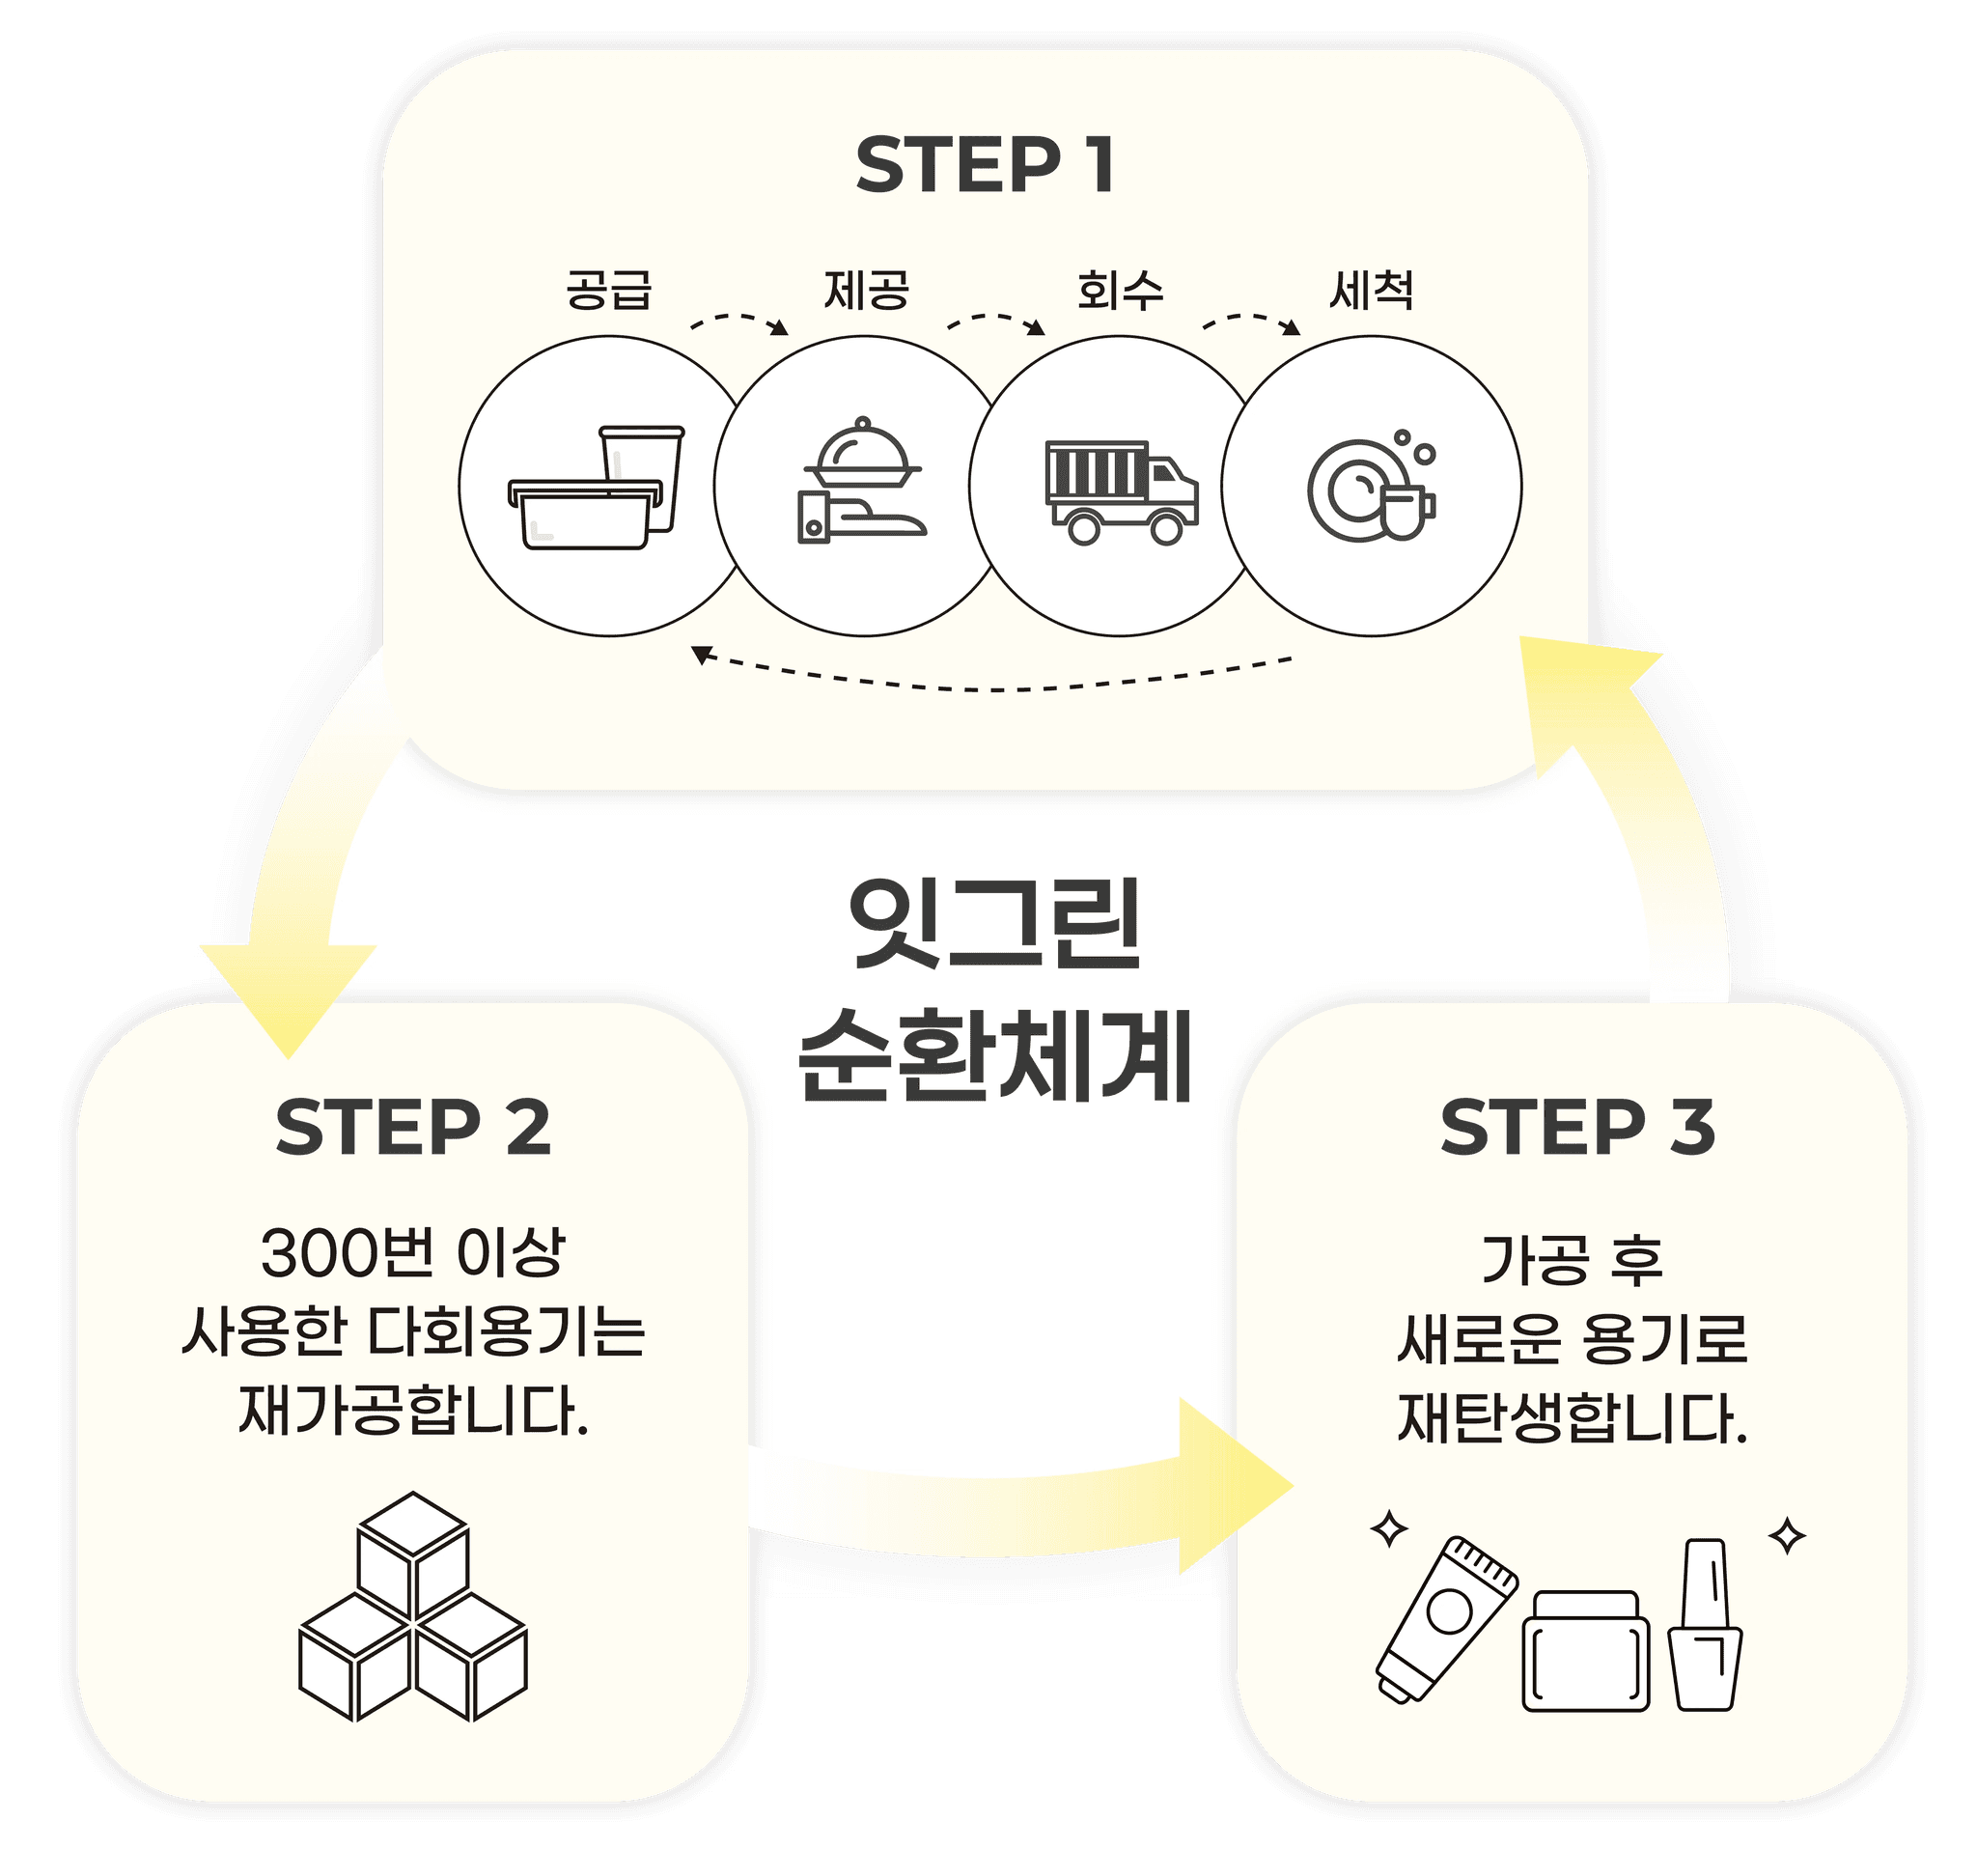 STEP 1
공급 제공 회수 세척
잇그린
순환체계
STEP 2
300번 이상
사용한 다회용기는
재가공합니다.
STEP 3
가공 후
새로운 용기로
재탄생합니다.